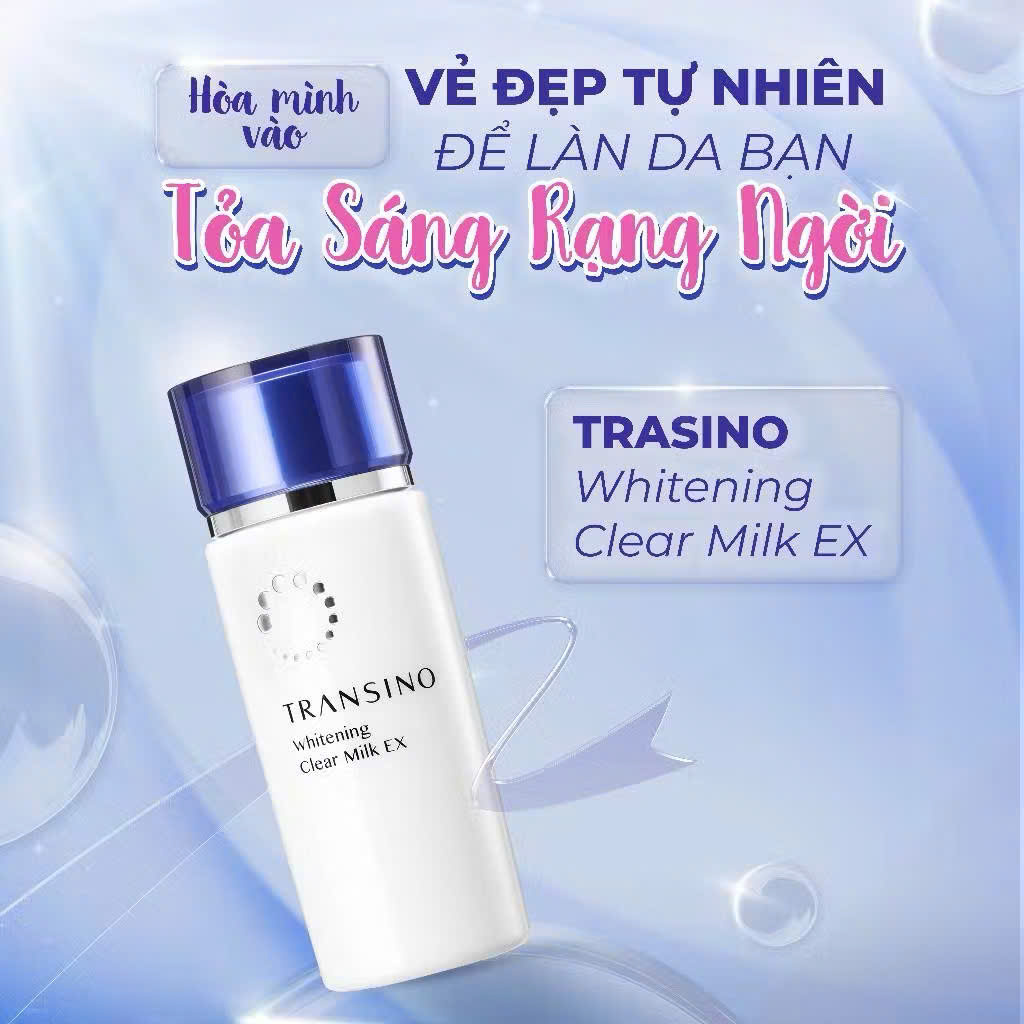 Hòa mình
vào
VẺ ĐẸP TỰ NHIÊN
ĐỂ LÀN DA BẠN
Tỏa Sáng Rạng Ngời
TRASINO
Whitening
Clear Milk EX
TRANSINO
Whitening
Clear Milk EX